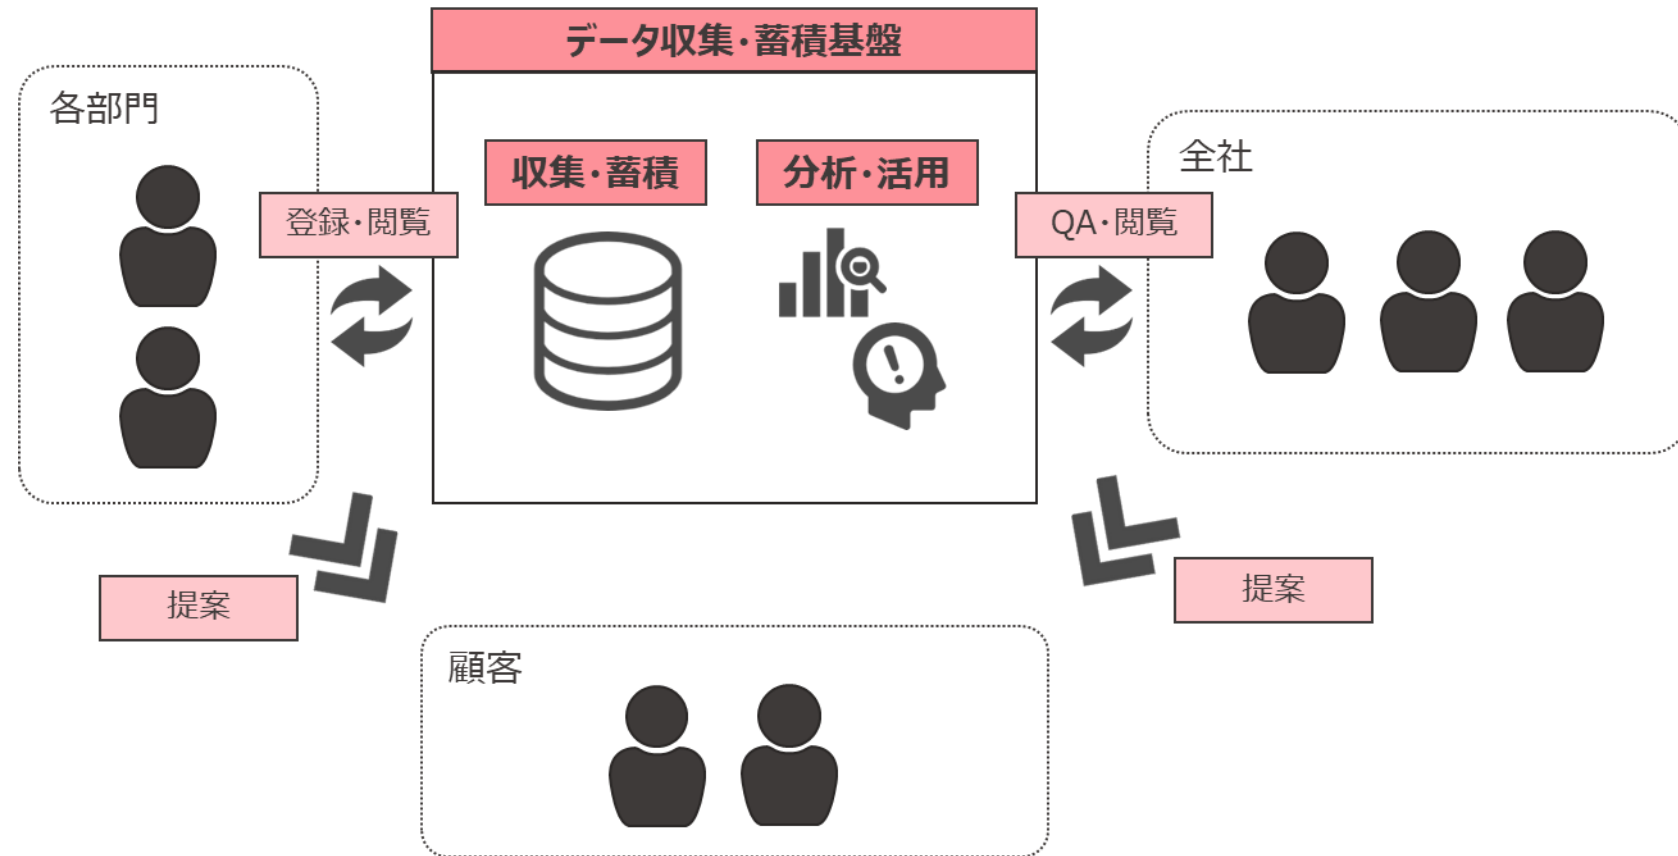 データ収集・蓄積基盤
各部門
収集・蓄積
分析・活用
全社
登録・閲覧
QA・閲覧
提案
提案
顧客